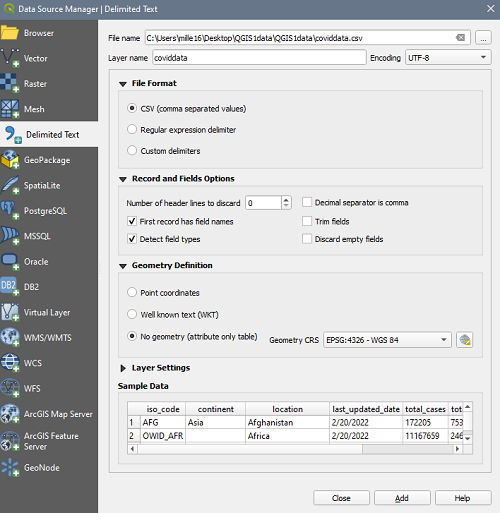 Data Source Manager | Delimited Text
Browser
Vector
Raster
Mesh
Delimited Text
GeoPackage
SpatiaLite
PostgreSQL
MSSQL
Oracle
DB2
DB2
Virtual Layer
WMS/WMTS
WCS
WFS
ArcGIS Map Server
ArcGIS Feature
Server
GeoNode
File name C:\Users\mille16\Desktop\QGIS1data\QGIS1data\coviddata.csv ...
Layer name coviddata Encoding UTF-8
File Format
CSV (comma separated values)
Regular expression delimiter
Custom delimiters
Record and Fields Options
Number of header lines to discard 0 Decimal separator is comma
First record has field names Trim fields
Detect field types Discard empty fields
Geometry Definition
Point coordinates
Well known text (WKT)
No geometry (attribute only table) Geometry CRS EPSG:4326 - WGS 84
Layer Settings
Sample Data
iso_code continent location last_updated_date total_cases tot
1 AFG Asia Afghanistan 2/20/2022 172205 753
2 OWID_AFR Africa 2/20/2022 11167659 246
Close Add Help